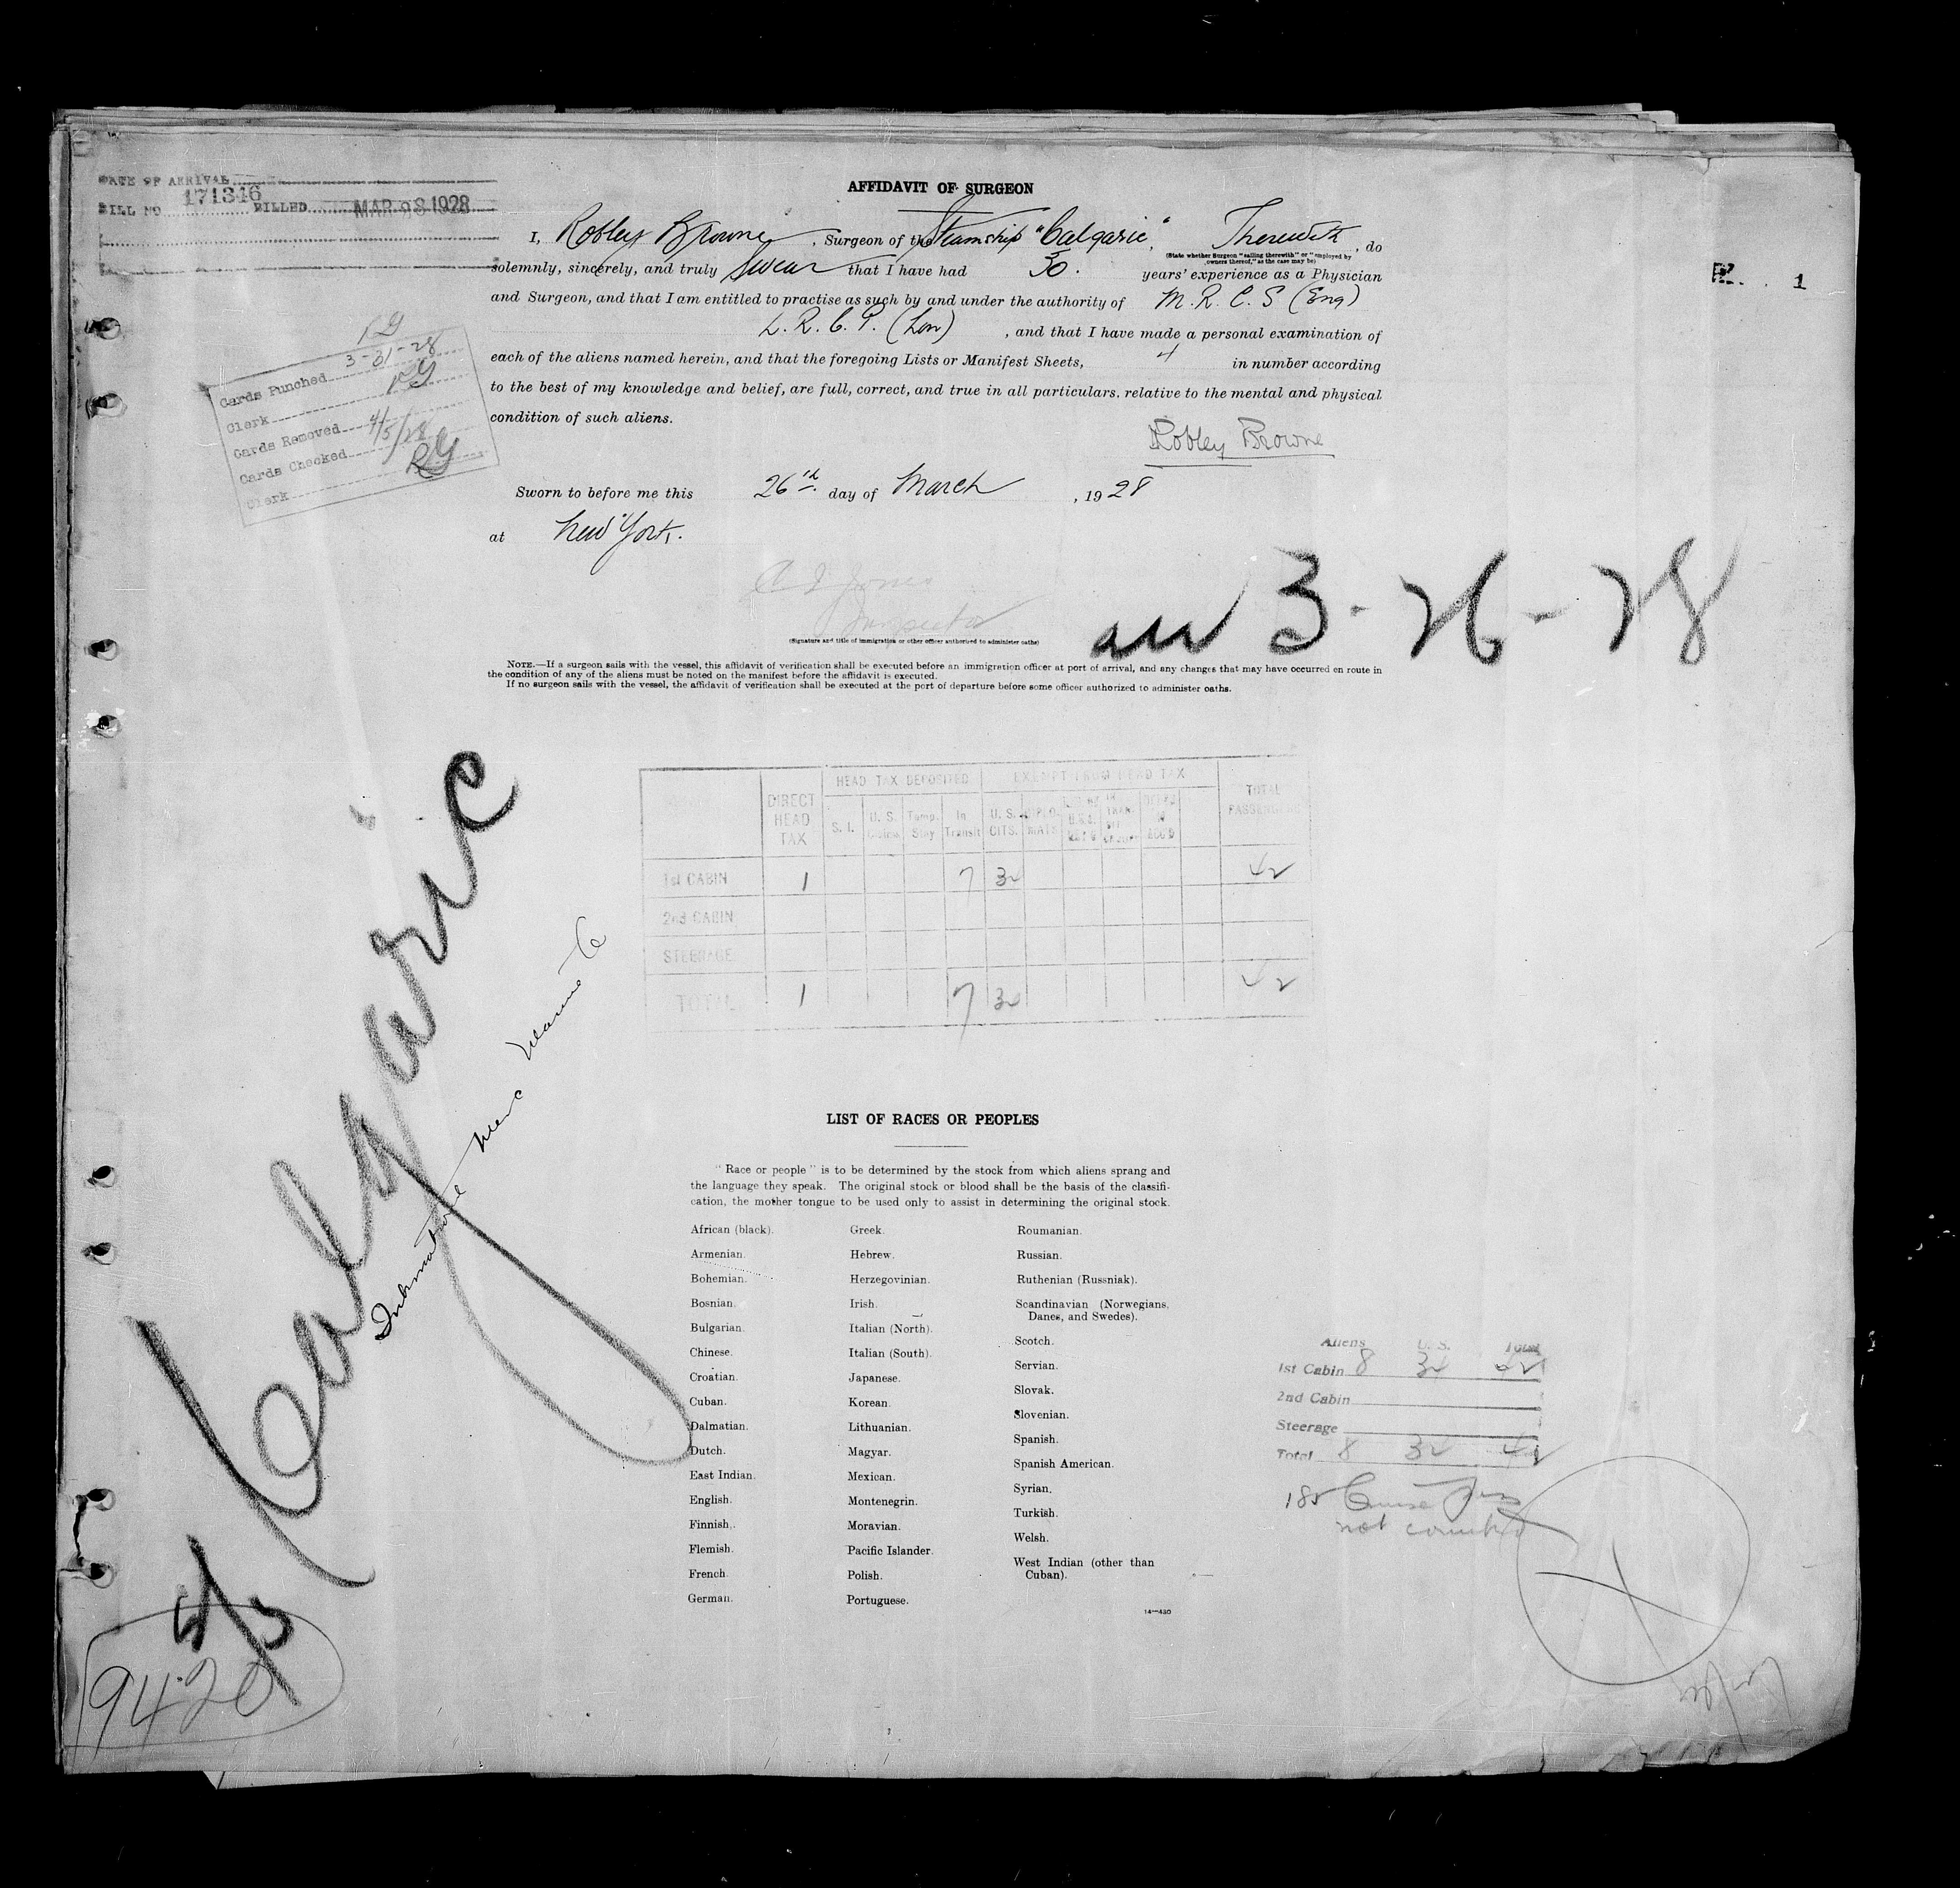 DATE OF ARRIVAL
BILL NO 171346 BILLED MAR 28 1928
AFFIDAVIT OF SURGEON
I, Robley Browne, Surgeon of the Steamship "Calgaric", Therewith, do
(State whether Surgeon "sailing therewith" or "employed by
owners thereof," as the case may be)
solemnly, sincerely, and truly swear that I have had 30. years' experience as a Physician
and Surgeon, and that I am entitled to practise as such by and under the authority of M.R.C.S (Eng)
L.R.C.P. (Lon), and that I have made a personal examination of
each of the aliens named herein, and that the foregoing Lists or Manifest Sheets, 4 in number according
to the best of my knowledge and belief, are full, correct, and true in all particulars, relative to the mental and physical
condition of such aliens.
Robley Browne
1
Cards Punched 3-31-28
Clerk
Cards Removed
Cards Checked 4/5/28
Clerk RG
Sworn to before me this 26th day of March, 1928
at New York.
Inspector
(Signature and title of immigration or other officer authorized to administer oaths)
3-26-28
NOTE.—If a surgeon sails with the vessel, this affidavit of verification shall be executed before an immigration officer at port of arrival, and any changes that may have occurred en route in
the condition of any of the aliens must be noted on the manifest before the affidavit is executed.
If no surgeon sails with the vessel, the affidavit of verification shall be executed at the port of departure before some officer authorized to administer oaths.
HEAD TAX DEPOSITED EXEMPT FROM HEAD TAX
DIRECT HEAD TAX S.I. U.S. Temp. Stay In Transit U.S. CITS. DIPLOMATS TOTAL PASSENGERS
1st CABIN 1 7 34 42
2nd CABIN
STEERAGE
TOTAL 1 7 34 42
Calgaric
International Merc Marine Co
LIST OF RACES OR PEOPLES
"Race or people" is to be determined by the stock from which aliens sprang and
the language they speak. The original stock or blood shall be the basis of the classifi-
cation, the mother tongue to be used only to assist in determining the original stock.
African (black).
Armenian.
Bohemian.
Bosnian.
Bulgarian.
Chinese.
Croatian.
Cuban.
Dalmatian.
Dutch.
East Indian.
English.
Finnish.
Flemish.
French.
German.
Greek.
Hebrew.
Herzegovinian.
Irish.
Italian (North).
Italian (South).
Japanese.
Korean.
Lithuanian.
Magyar.
Mexican.
Montenegrin.
Moravian.
Pacific Islander.
Polish.
Portuguese.
Roumanian.
Russian.
Ruthenian (Russniak).
Scandinavian (Norwegians,
Danes, and Swedes).
Scotch.
Servian.
Slovak.
Slovenian.
Spanish.
Spanish American.
Syrian.
Turkish.
Welsh.
West Indian (other than
Cuban).
14—430
Aliens U.S. Total
1st Cabin 8 34 42
2nd Cabin
Steerage
Total 8 34 42
185 Cruise
not counted
9420